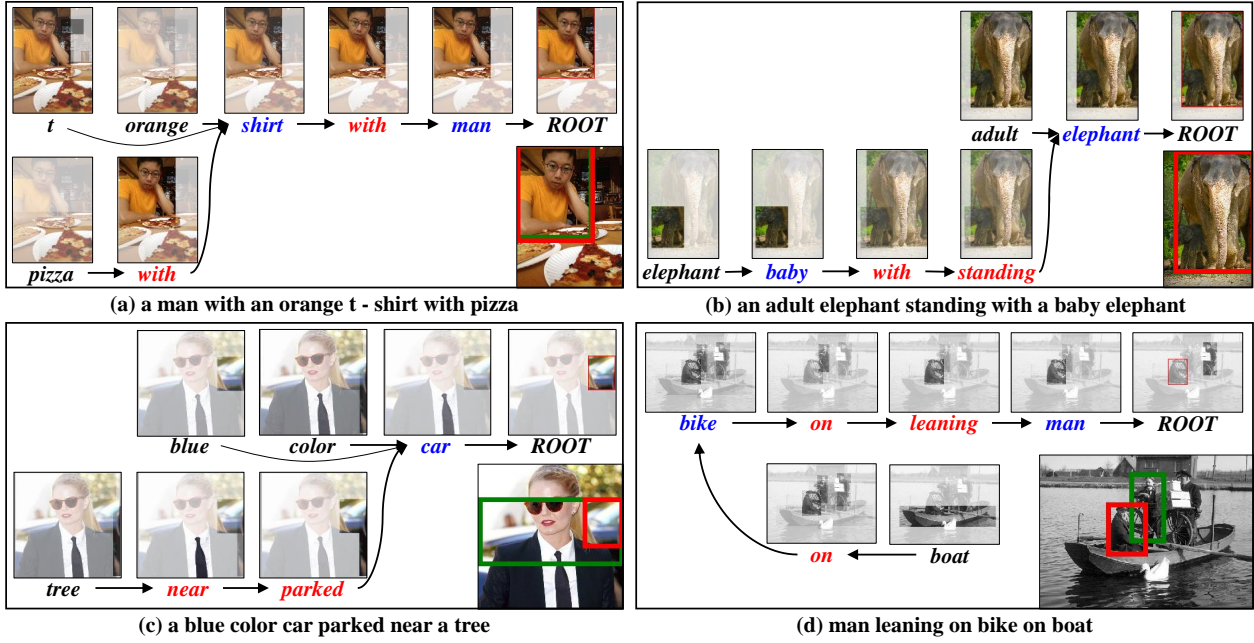 t orange shirt with man ROOT
pizza with
(a) a man with an orange t - shirt with pizza
adult elephant ROOT
elephant baby with standing
(b) an adult elephant standing with a baby elephant
blue color car ROOT
tree near parked
(c) a blue color car parked near a tree
bike on leaning man ROOT
on boat
(d) man leaning on bike on boat